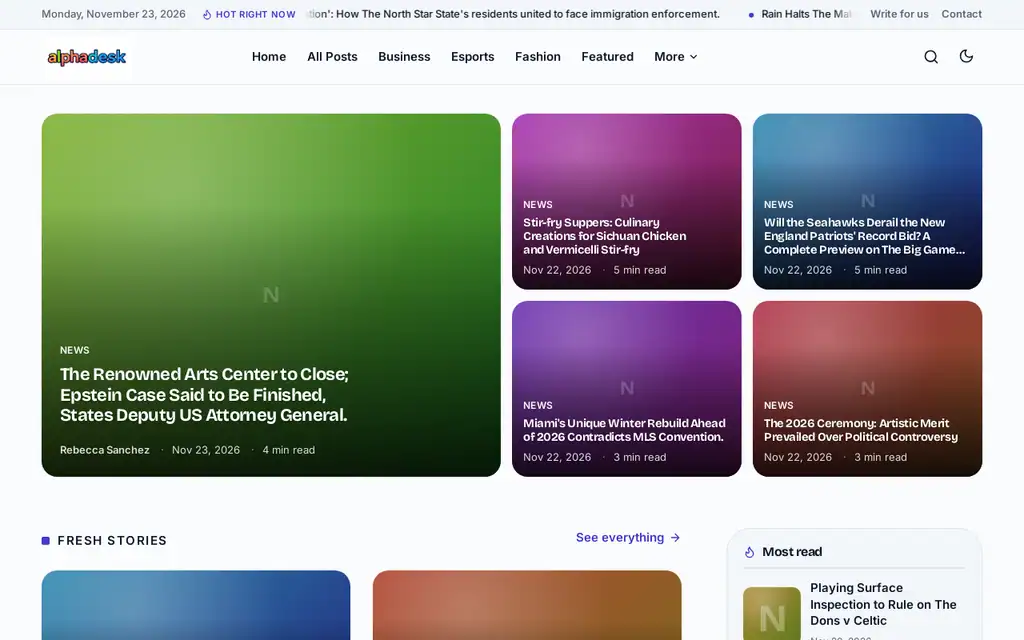 Monday, November 23, 2026
HOT RIGHT NOW
tion': How The North Star State's residents united to face immigration enforcement.
Rain Halts The
Write for us
Contact
alphadesk
Home
All Posts
Business
Esports
Fashion
Featured
More
N
NEWS
The Renowned Arts Center to Close;
Epstein Case Said to Be Finished,
States Deputy US Attorney General.
Rebecca Sanchez · Nov 23, 2026 · 4 min read
N
NEWS
Stir-fry Suppers: Culinary
Creations for Sichuan Chicken
and Vermicelli Stir-fry
Nov 22, 2026 · 5 min read
N
NEWS
Will the Seahawks Derail the New
England Patriots' Record Bid? A
Complete Preview on The Big Game...
Nov 22, 2026 · 5 min read
N
NEWS
Miami's Unique Winter Rebuild Ahead
of 2026 Contradicts MLS Convention.
Nov 22, 2026 · 3 min read
N
NEWS
The 2026 Ceremony: Artistic Merit
Prevailed Over Political Controversy
Nov 22, 2026 · 3 min read
FRESH STORIES
See everything
Most read
N
Playing Surface
Inspection to Rule on The
Dons v Celtic